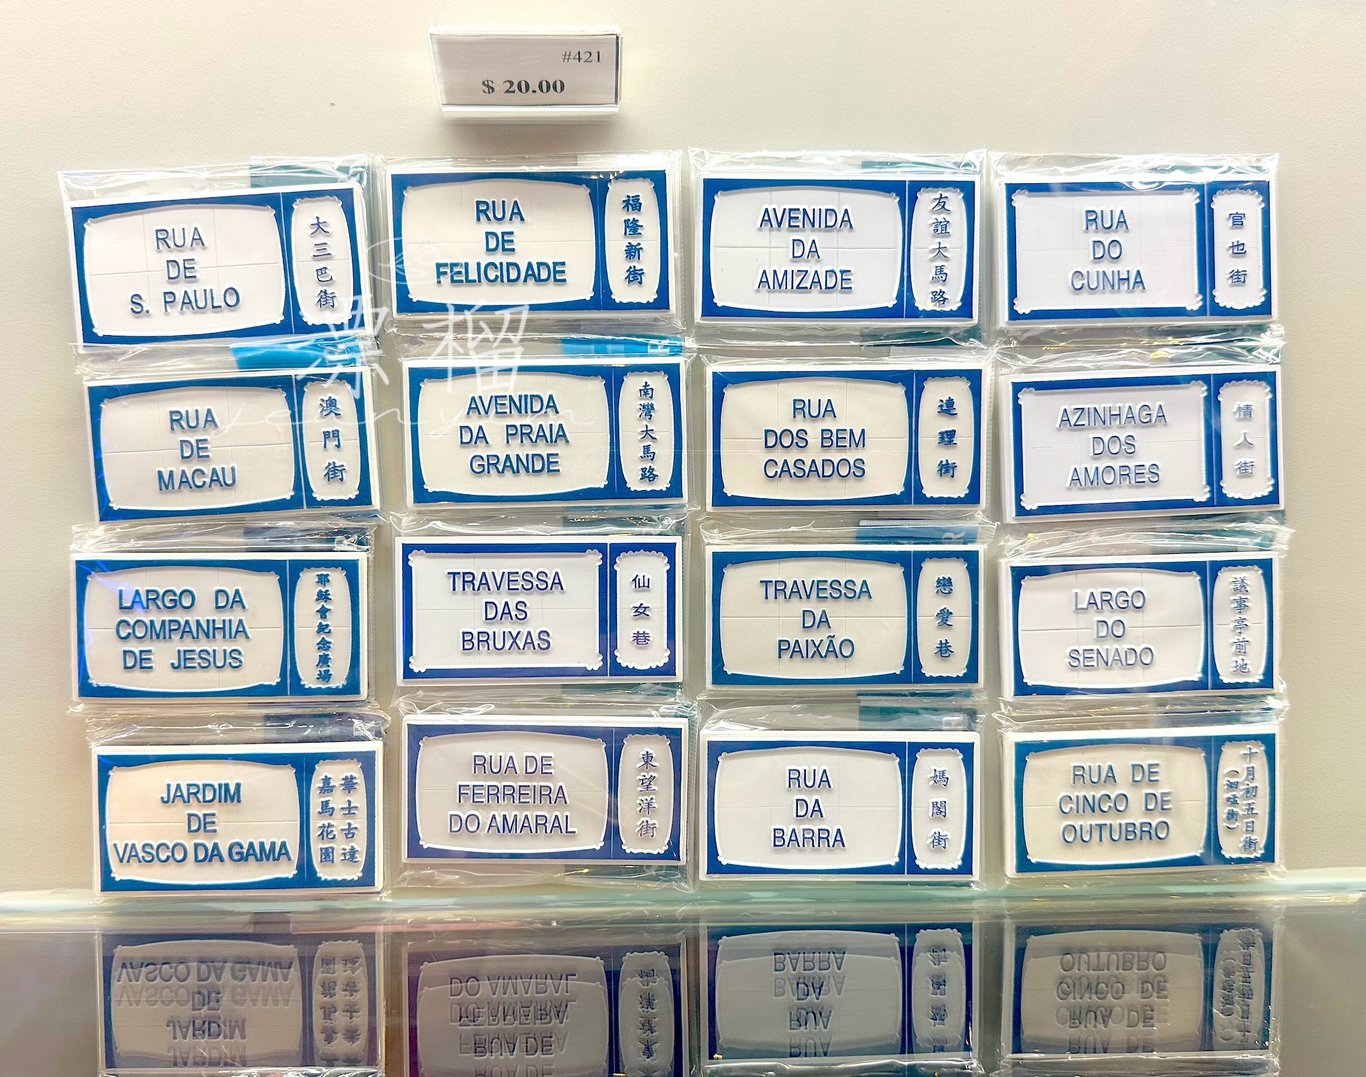 #421
$ 20.00
RUA
DE
S. PAULO
大三巴街
RUA
DE
FELICIDADE
福隆新街
AVENIDA
DA
AMIZADE
友誼大馬路
RUA
DO
CUNHA
官也街
RUA
DE
MACAU
澳門街
AVENIDA
DA PRAIA
GRANDE
南灣大馬路
RUA
DOS BEM
CASADOS
連理街
AZINHAGA
DOS
AMORES
情人街
LARGO DA
COMPANHIA
DE JESUS
耶穌會紀念廣場
TRAVESSA
DAS
BRUXAS
仙女巷
TRAVESSA
DA
PAIXÃO
戀愛巷
LARGO
DO
SENADO
議事亭前地
JARDIM
DE
VASCO DA GAMA
華士古達
嘉馬花園
RUA DE
FERREIRA
DO AMARAL
東望洋街
RUA
DA
BARRA
媽閣街
RUA DE
CINCO DE
OUTUBRO
十月初五日街
漂榴